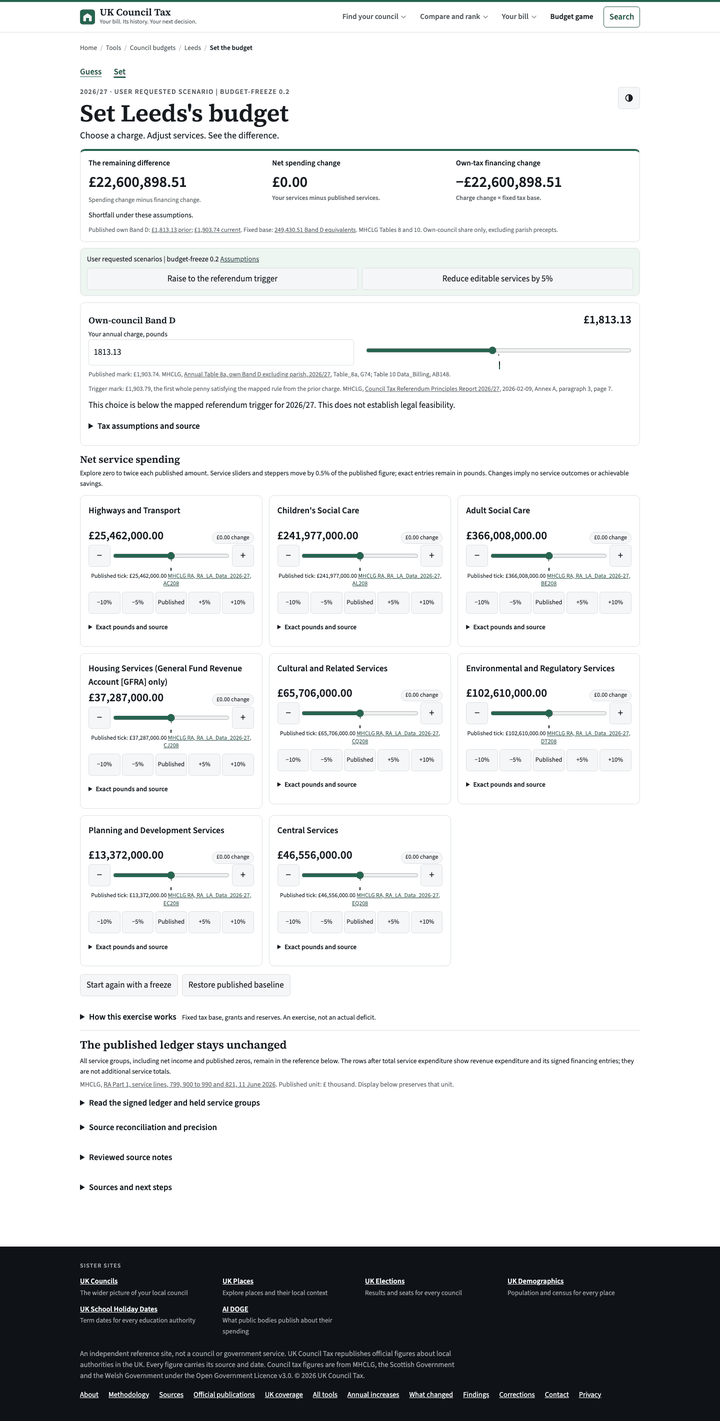 UK Council Tax
Your bill. Its history. Your next decision.
Find your council
Compare and rank
Your bill
Budget game
Search
Home / Tools / Council budgets / Leeds / Set the budget
Guess
Set
2026/27 · USER REQUESTED SCENARIO | BUDGET-FREEZE 0.2
Set Leeds's budget
Choose a charge. Adjust services. See the difference.
The remaining difference
£22,600,898.51
Spending change minus financing change.
Net spending change
£0.00
Your services minus published services.
Own-tax financing change
−£22,600,898.51
Charge change × fixed tax base.
Shortfall under these assumptions.
Published own Band D: £1,813.13 prior; £1,903.74 current. Fixed base: 249,430.51 Band D equivalents. MHCLG Tables 8 and 10. Own-council share only, excluding parish precepts.
User requested scenarios | budget-freeze 0.2 Assumptions
Raise to the referendum trigger
Reduce editable services by 5%
Own-council Band D
£1,813.13
Your annual charge, pounds
1813.13
Published mark: £1,903.74. MHCLG, Annual Table 8a, own Band D excluding parish, 2026/27, Table_8a, G74; Table 10 Data_Billing, AB148.
Trigger mark: £1,903.79, the first whole penny satisfying the mapped rule from the prior charge. MHCLG, Council Tax Referendum Principles Report 2026/27, 2026-02-09, Annex A, paragraph 3, page 7.
This choice is below the mapped referendum trigger for 2026/27. This does not establish legal feasibility.
Tax assumptions and source
Net service spending
Explore zero to twice each published amount. Service sliders and steppers move by 0.5% of the published figure; exact entries remain in pounds. Changes imply no service outcomes or achievable
savings.
Highways and Transport
£25,462,000.00
£0.00 change
−
+
Published tick: £25,462,000.00 MHCLG RA, RA_LA_Data_2026-27,
AC208
−10%
−5%
Published
+5%
+10%
Exact pounds and source
Children's Social Care
£241,977,000.00
£0.00 change
−
+
Published tick: £241,977,000.00 MHCLG RA, RA_LA_Data_2026-27,
AL208
−10%
−5%
Published
+5%
+10%
Exact pounds and source
Adult Social Care
£366,008,000.00
£0.00 change
−
+
Published tick: £366,008,000.00 MHCLG RA, RA_LA_Data_2026-27,
BE208
−10%
−5%
Published
+5%
+10%
Exact pounds and source
Housing Services (General Fund Revenue
Account [GFRA] only)
£37,287,000.00
£0.00 change
−
+
Published tick: £37,287,000.00 MHCLG RA, RA_LA_Data_2026-27,
CJ208
−10%
−5%
Published
+5%
+10%
Exact pounds and source
Cultural and Related Services
£65,706,000.00
£0.00 change
−
+
Published tick: £65,706,000.00 MHCLG RA, RA_LA_Data_2026-27,
CQ208
−10%
−5%
Published
+5%
+10%
Exact pounds and source
Environmental and Regulatory Services
£102,610,000.00
£0.00 change
−
+
Published tick: £102,610,000.00 MHCLG RA, RA_LA_Data_2026-27,
DT208
−10%
−5%
Published
+5%
+10%
Exact pounds and source
Planning and Development Services
£13,372,000.00
£0.00 change
−
+
Published tick: £13,372,000.00 MHCLG RA, RA_LA_Data_2026-27,
EC208
−10%
−5%
Published
+5%
+10%
Exact pounds and source
Central Services
£46,556,000.00
£0.00 change
−
+
Published tick: £46,556,000.00 MHCLG RA, RA_LA_Data_2026-27,
EQ208
−10%
−5%
Published
+5%
+10%
Exact pounds and source
Start again with a freeze
Restore published baseline
How this exercise works Fixed tax base, grants and reserves. An exercise, not an actual deficit.
The published ledger stays unchanged
All service groups, including net income and published zeros, remain in the reference below. The rows after total service expenditure show revenue expenditure and its signed financing entries; they
are not additional service totals.
MHCLG, RA Part 1, service lines, 799, 900 to 990 and 821, 11 June 2026. Published unit: £ thousand. Display below preserves that unit.
Read the signed ledger and held service groups
Source reconciliation and precision
Reviewed source notes
Sources and next steps
SISTER SITES
UK Councils
The wider picture of your local council
UK Places
Explore places and their local context
UK Elections
Results and seats for every council
UK Demographics
Population and census for every place
UK School Holiday Dates
Term dates for every education authority
AI DOGE
What public bodies publish about their
spending
An independent reference site, not a council or government service. UK Council Tax republishes official figures about local
authorities in the UK. Every figure carries its source and date. Council tax figures are from MHCLG, the Scottish Government
and the Welsh Government under the Open Government Licence v3.0. © 2026 UK Council Tax.
About
Methodology
Sources
Official publications
UK coverage
All tools
Annual increases
What changed
Findings
Corrections
Contact
Privacy